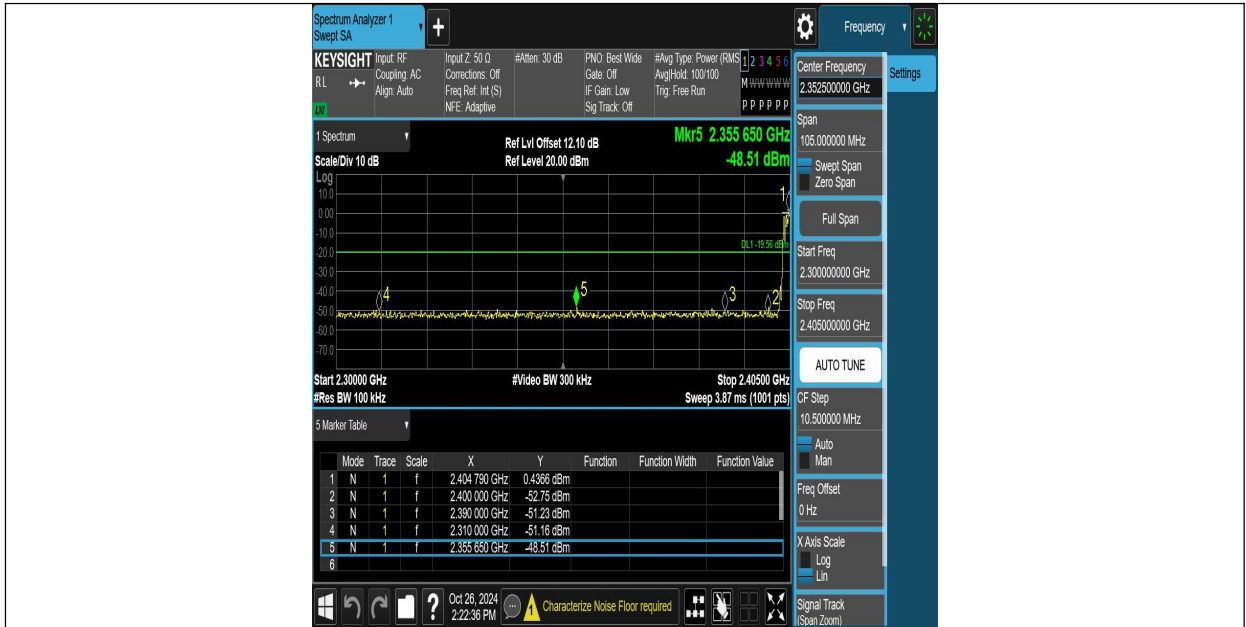 Spectrum Analyzer 1
Swept SA
+
Frequency
KEYSIGHT
RL
LXI
Input: RF
Coupling: AC
Align: Auto
Input Z: 50 Ω
Corrections: Off
Freq Ref: Int (S)
NFE: Adaptive
#Atten: 30 dB
PNO: Best Wide
Gate: Off
IF Gain: Low
Sig Track: Off
#Avg Type: Power (RMS
Avg|Hold: 100/100
Trig: Free Run
1 2 3 4 5 6
M W W W W W
P P P P P P
Center Frequency
2.352500000 GHz
Settings
Span
105.000000 MHz
Swept Span
Zero Span
Full Span
Start Freq
2.300000000 GHz
Stop Freq
2.405000000 GHz
AUTO TUNE
CF Step
10.500000 MHz
Auto
Man
Freq Offset
0 Hz
X Axis Scale
Log
Lin
Signal Track
(Span Zoom)
1 Spectrum
Scale/Div 10 dB
Ref Lvl Offset 12.10 dB
Ref Level 20.00 dBm
Mkr5 2.355 650 GHz
-48.51 dBm
Log
10.0
0.00
-10.0
-20.0
-30.0
-40.0
-50.0
-60.0
-70.0
DL1 -19.56 dBm
1
4
5
3
2
Start 2.30000 GHz
#Video BW 300 kHz
Stop 2.40500 GHz
#Res BW 100 kHz
Sweep 3.87 ms (1001 pts)
5 Marker Table
Mode Trace Scale X Y Function Function Width Function Value
1 N 1 f 2.404 790 GHz 0.4366 dBm
2 N 1 f 2.400 000 GHz -52.75 dBm
3 N 1 f 2.390 000 GHz -51.23 dBm
4 N 1 f 2.310 000 GHz -51.16 dBm
5 N 1 f 2.355 650 GHz -48.51 dBm
6
?
Oct 26, 2024
2:22:36 PM
Characterize Noise Floor required